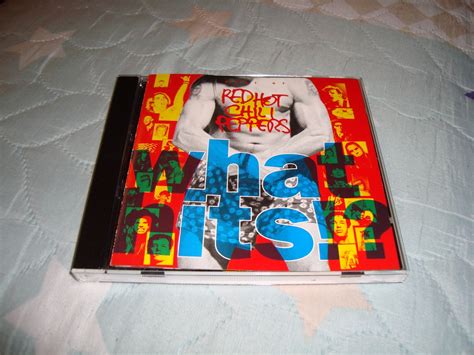 RED HOT
CHILI
PEPPERS
what
hits!?